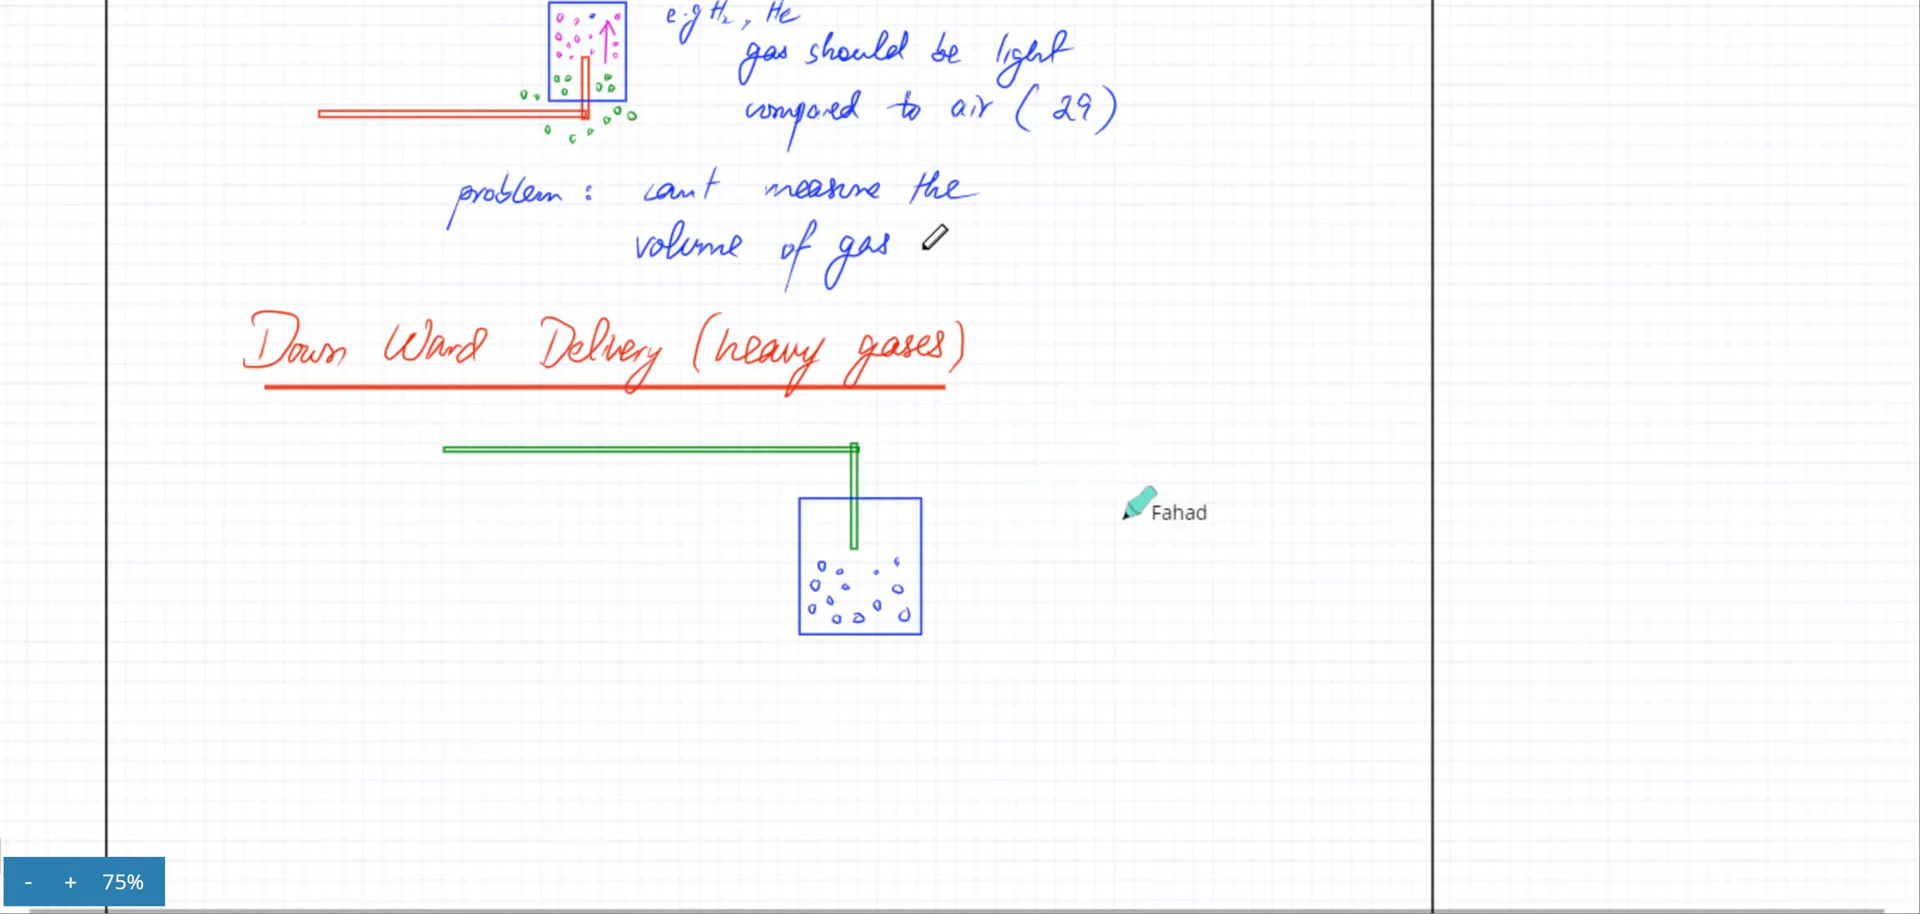 e.g H₂, He
gas should be light
compared to air (29)
problem : cant measure the
volume of gas
Down Ward Delivery (heavy gases)
Fahad
- + 75%